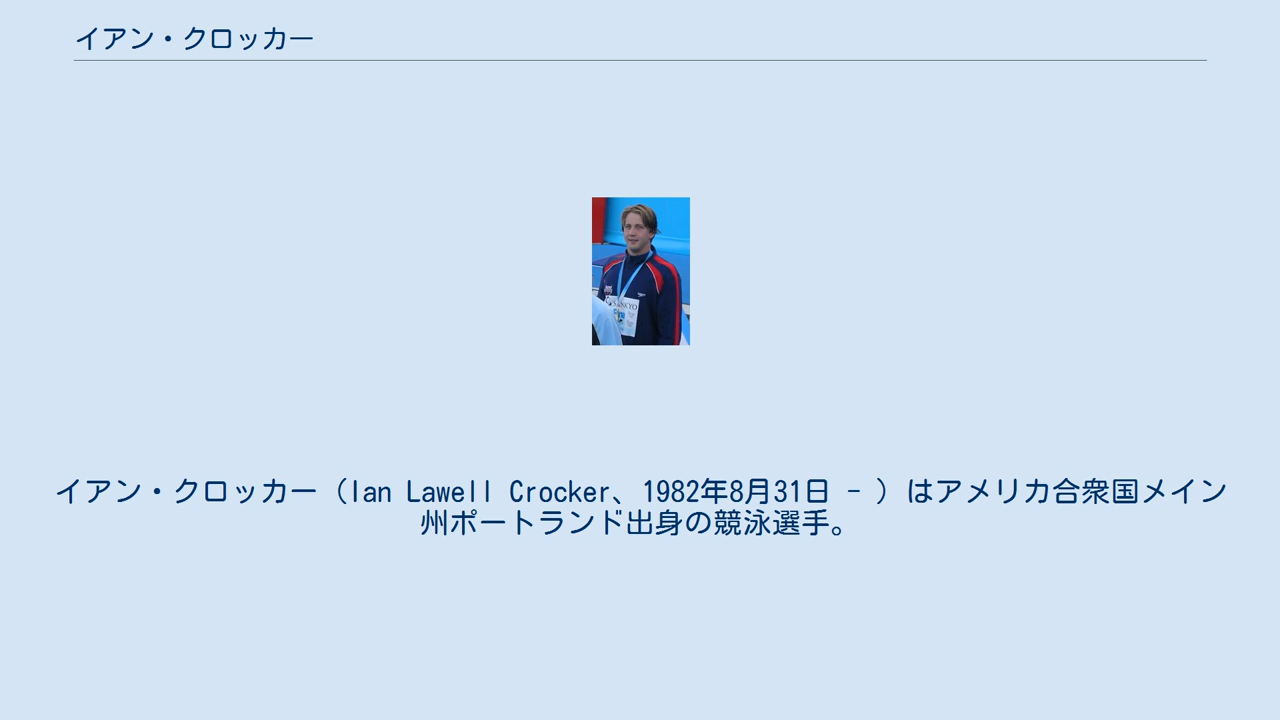 イアン・クロッカー
イアン・クロッカー（Ian Lawell Crocker、1982年8月31日 - ）はアメリカ合衆国メイン
州ポートランド出身の競泳選手。